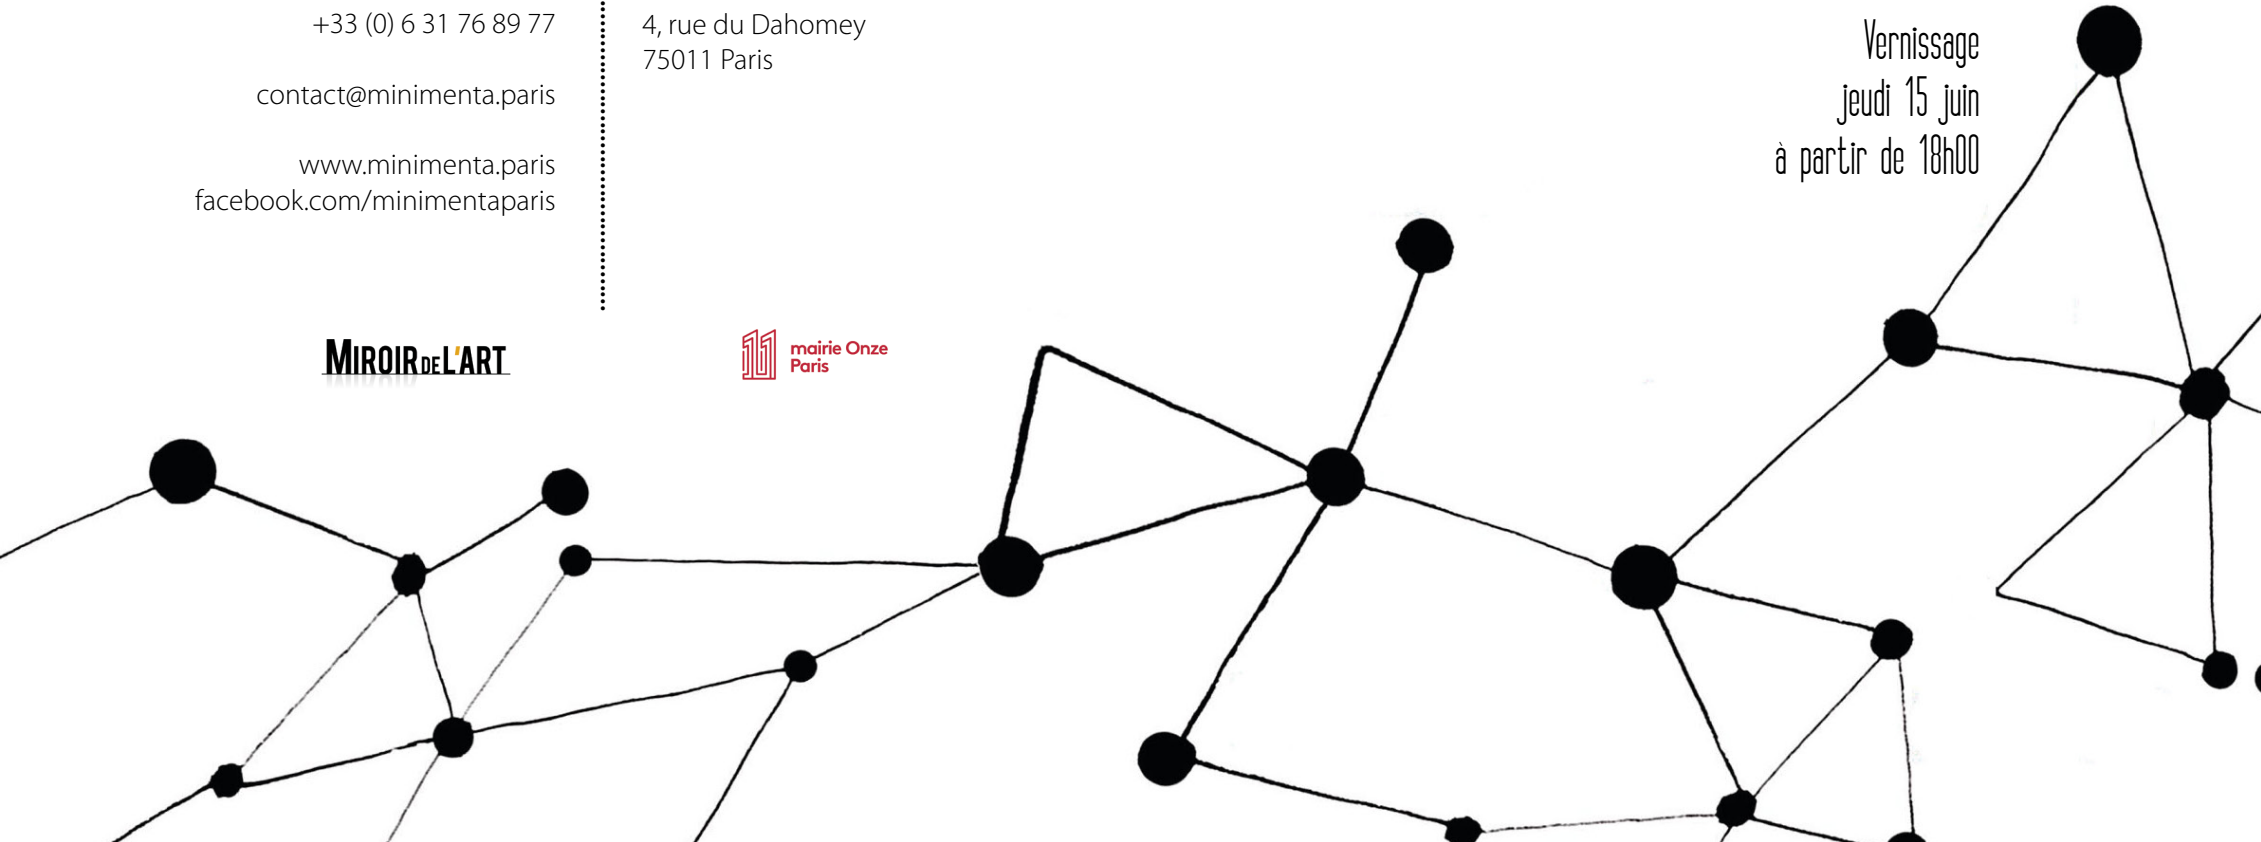 +33 (0) 6 31 76 89 77
contact@minimenta.paris
www.minimenta.paris
facebook.com/minimentaparis
4, rue du Dahomey
75011 Paris
Vernissage
jeudi 15 juin
à partir de 18h00
MIROIR DE L'ART
11
mairie Onze
Paris